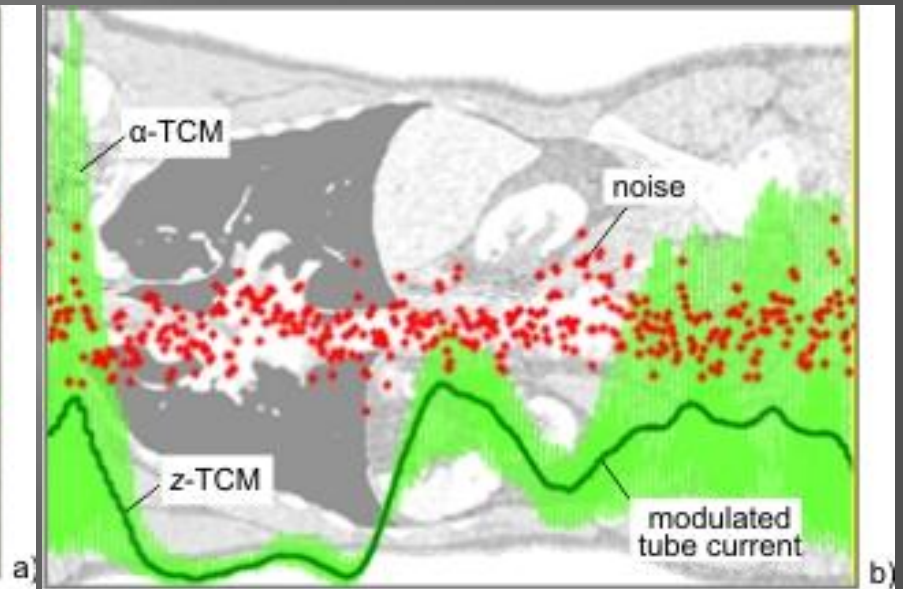 α-TCM
noise
z-TCM
modulated
tube current
a)
b)